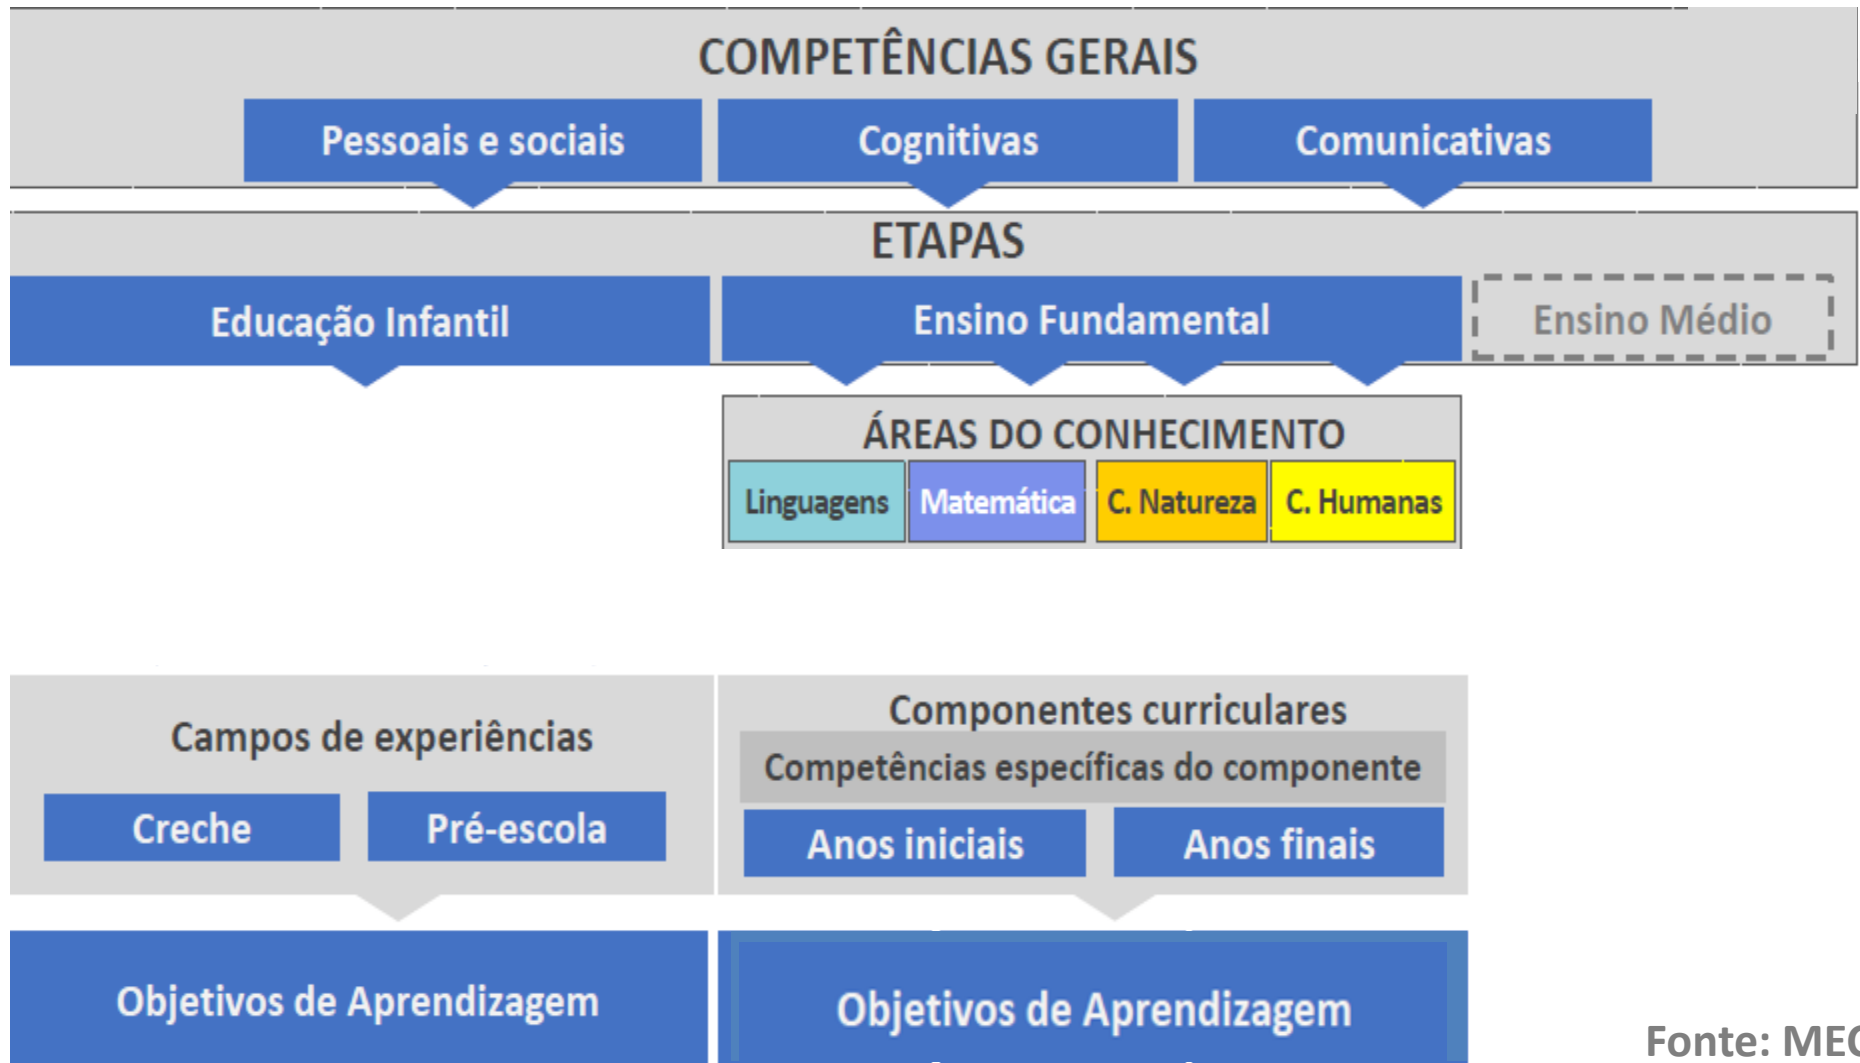 COMPETÊNCIAS GERAIS
Pessoais e sociais
Cognitivas
Comunicativas
ETAPAS
Educação Infantil
Ensino Fundamental
Ensino Médio
ÁREAS DO CONHECIMENTO
Linguagens
Matemática
C. Natureza
C. Humanas
Campos de experiências
Creche
Pré-escola
Componentes curriculares
Competências específicas do componente
Anos iniciais
Anos finais
Objetivos de Aprendizagem
Objetivos de Aprendizagem
Fonte: MEC